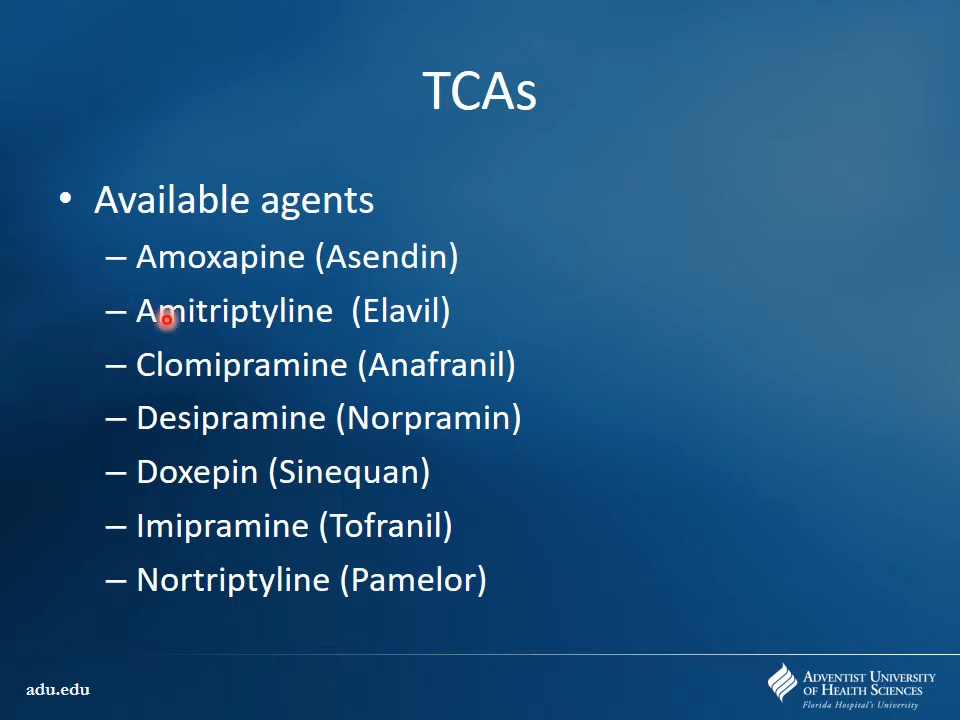 TCAs
• Available agents
– Amoxapine (Asendin)
– Amitriptyline  (Elavil)
– Clomipramine (Anafranil)
– Desipramine (Norpramin)
– Doxepin (Sinequan)
– Imipramine (Tofranil)
– Nortriptyline (Pamelor)
adu.edu
Adventist University
of Health Sciences
Florida Hospital's University